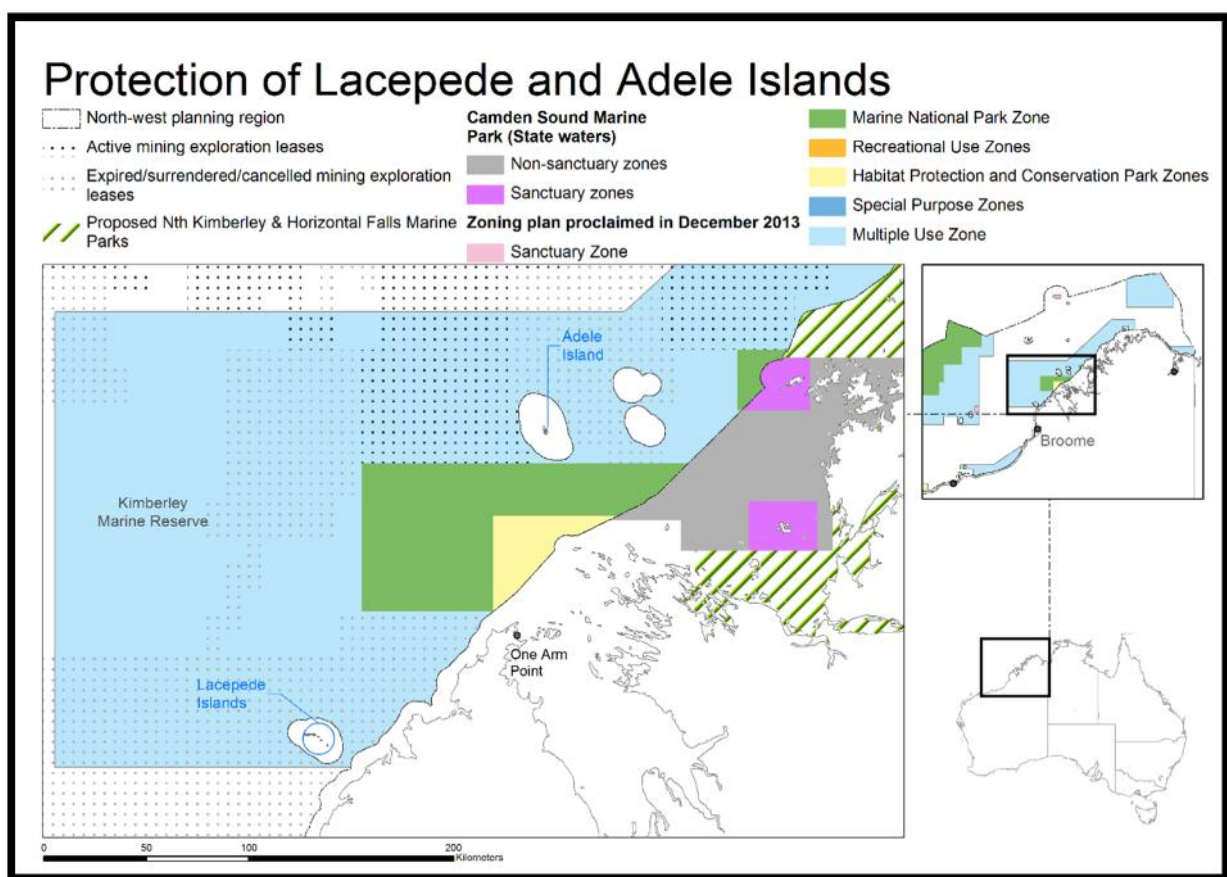 Protection of Lacepede and Adele Islands
North-west planning region
Active mining exploration leases
Expired/surrendered/cancelled mining exploration
leases
Proposed Nth Kimberley & Horizontal Falls Marine
Parks
Camden Sound Marine
Park (State waters)
Non-sanctuary zones
Sanctuary zones
Zoning plan proclaimed in December 2013
Sanctuary Zone
Marine National Park Zone
Recreational Use Zones
Habitat Protection and Conservation Park Zones
Special Purpose Zones
Multiple Use Zone
Adele
Island
Kimberley
Marine Reserve
One Arm
Point
Lacepede
Islands
Broome
0 50 100 200
Kilometers